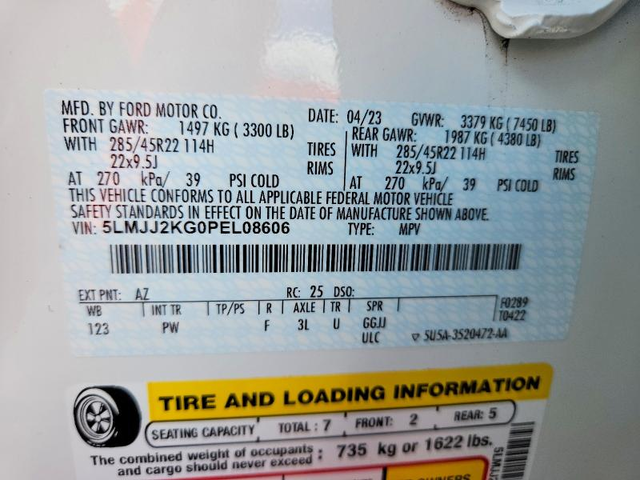 MFD. BY FORD MOTOR CO. DATE: 04/23 GVWR: 3379 KG ( 7450 LB)
FRONT GAWR: 1497 KG ( 3300 LB) REAR GAWR: 1987 KG ( 4380 LB)
WITH 285/45R22 114H TIRES WITH 285/45R22 114H TIRES
22x9.5J RIMS 22x9.5J RIMS
AT 270 kPa/ 39 PSI COLD AT 270 kPa/ 39 PSI COLD
THIS VEHICLE CONFORMS TO ALL APPLICABLE FEDERAL MOTOR VEHICLE
SAFETY STANDARDS IN EFFECT ON THE DATE OF MANUFACTURE SHOWN ABOVE.
VIN: 5LMJJ2KG0PEL08606 TYPE: MPV
EXT PNT: AZ RC: 25 DSO: F0289
WB INT TR TP/PS R AXLE TR SPR T0422
123 PW F 3L U GGJJ
ULC 5U5A-3520472-AA
TIRE AND LOADING INFORMATION
SEATING CAPACITY TOTAL : 7 FRONT: 2 REAR: 5
The combined weight of occupants : 735 kg or 1622 lbs.
and cargo should never exceed
OWNERS